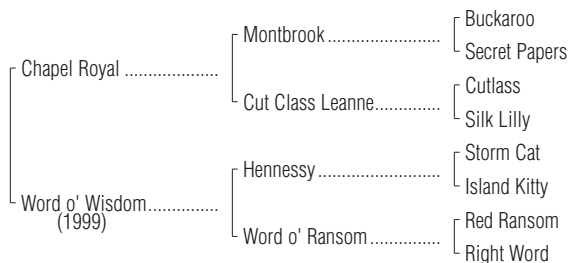 Buckaroo
Montbrook
Secret Papers
Chapel Royal
Cutlass
Cut Class Leanne
Silk Lilly
Storm Cat
Hennessy
Island Kitty
Word o' Wisdom
(1999)
Red Ransom
Word o' Ransom
Right Word